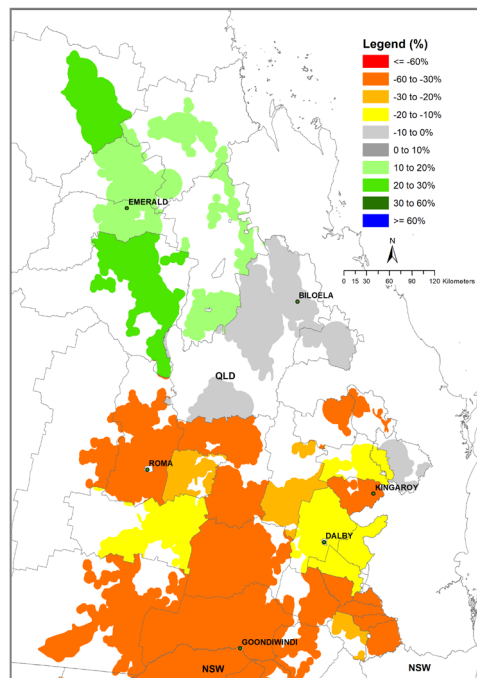 Legend (%)
<= -60%
-60 to -30%
-30 to -20%
-20 to -10%
-10 to 0%
0 to 10%
10 to 20%
20 to 30%
30 to 60%
>= 60%
N
0 15 30 60 90 120 Kilometers
EMERALD
BILOELA
QLD
ROMA
KINGAROY
DALBY
GOONDIWINDI
NSW NSW